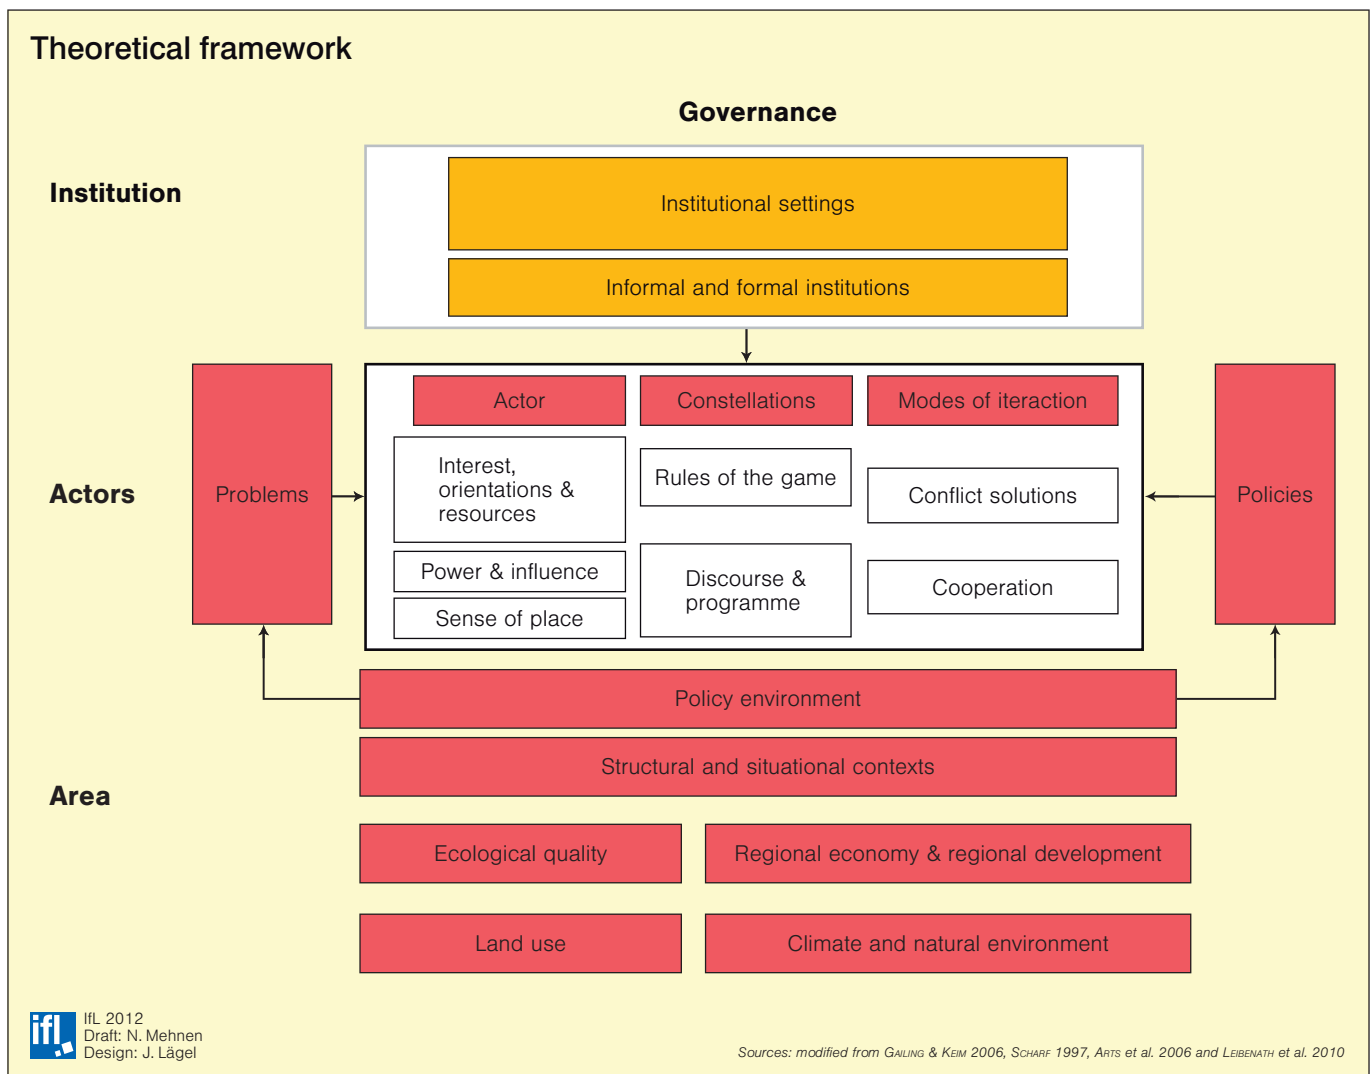 Theoretical framework
Governance
Institution
Institutional settings
Informal and formal institutions
Actors
Problems
Actor
Constellations
Modes of iteraction
Interest,
orientations &
resources
Power & influence
Sense of place
Rules of the game
Discourse &
programme
Conflict solutions
Cooperation
Policies
Policy environment
Structural and situational contexts
Area
Ecological quality
Regional economy & regional development
Land use
Climate and natural environment
ifl
IfL 2012
Draft: N. Mehnen
Design: J. Lägel
Sources: modified from Gailing & Keim 2006, Scharf 1997, Arts et al. 2006 and Leibenath et al. 2010